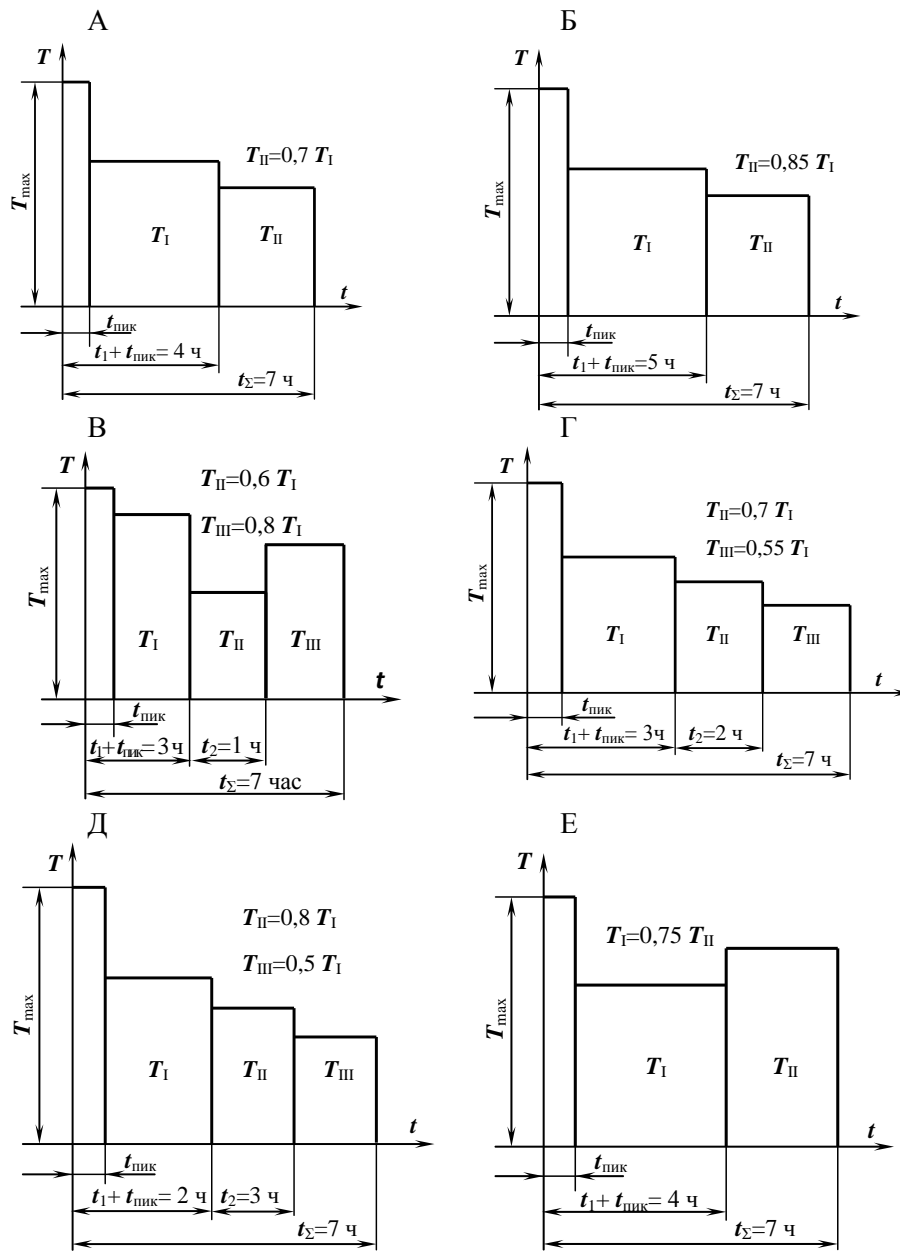 А
T
T_max
T_II=0,7 T_I
T_I
T_II
t
t_пик
t_1+ t_пик= 4 ч
t_Σ=7 ч
Б
T
T_max
T_II=0,85 T_I
T_I
T_II
t
t_пик
t_1+ t_пик=5 ч
t_Σ=7 ч
В
T
T_max
T_II=0,6 T_I
T_III=0,8 T_I
T_I
T_II
T_III
t
t_пик
t_1+ t_пик= 3 ч
t_2=1 ч
t_Σ=7 час
Г
T
T_max
T_II=0,7 T_I
T_III=0,55 T_I
T_I
T_II
T_III
t
t_пик
t_1+ t_пик= 3ч
t_2=2 ч
t_Σ=7 ч
Д
T
T_max
T_II=0,8 T_I
T_III=0,5 T_I
T_I
T_II
T_III
t
t_пик
t_1+ t_пик= 2 ч
t_2=3 ч
t_Σ=7 ч
Е
T
T_max
T_I=0,75 T_II
T_I
T_II
t
t_пик
t_1+ t_пик= 4 ч
t_Σ=7 ч